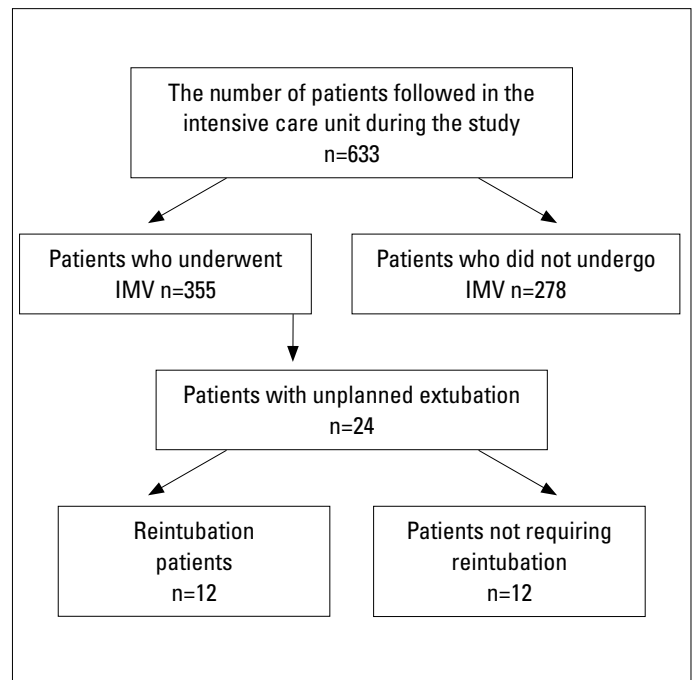 The number of patients followed in the
intensive care unit during the study
n=633
Patients who underwent
IMV n=355
Patients who did not undergo
IMV n=278
Patients with unplanned extubation
n=24
Reintubation
patients
n=12
Patients not requiring
reintubation
n=12